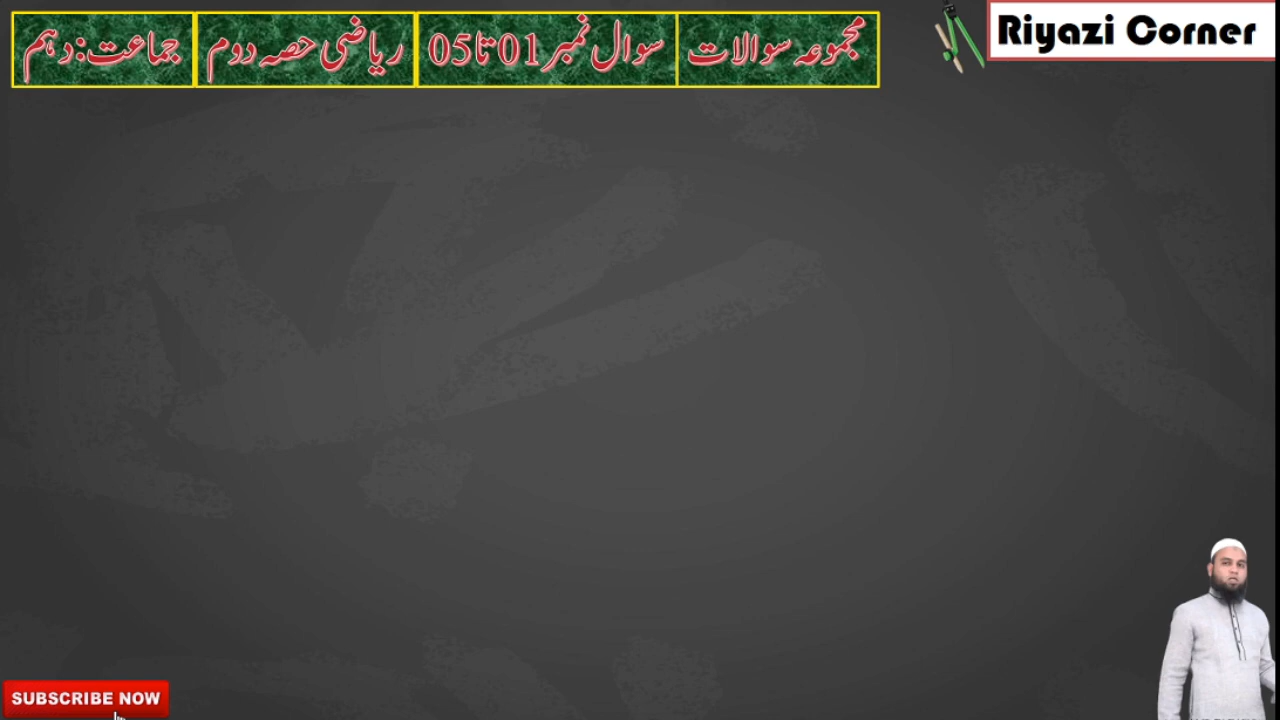 مجموعہ سوالات سوال نمبر 01 تا 05 ریاضی حصہ دوم جماعت: دہم
Riyazi Corner
SUBSCRIBE NOW